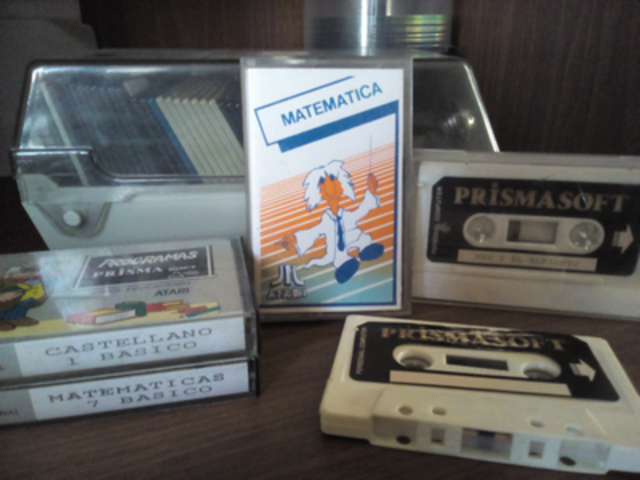 MATEMATICA
ATARI
PRISMASOFT
PROGRAMAS
PRISMA
ATARI
CASTELLANO
1 BASICO
MATEMATICAS
7 BASICO
PRISMASOFT